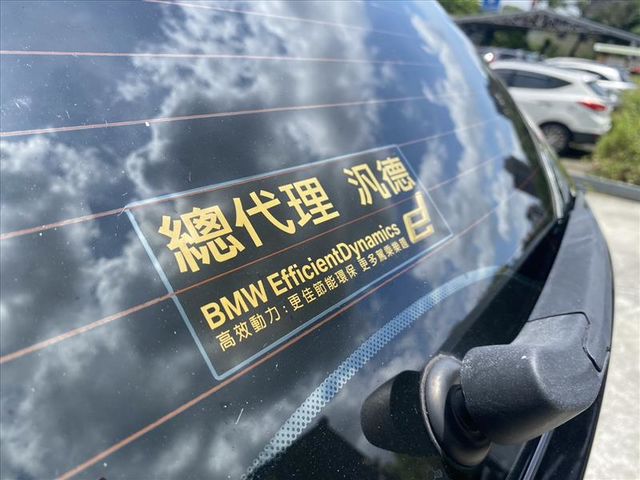 總代理 汎德
BMW EfficientDynamics
高效動力：更佳節能環保 更多駕乘樂趣